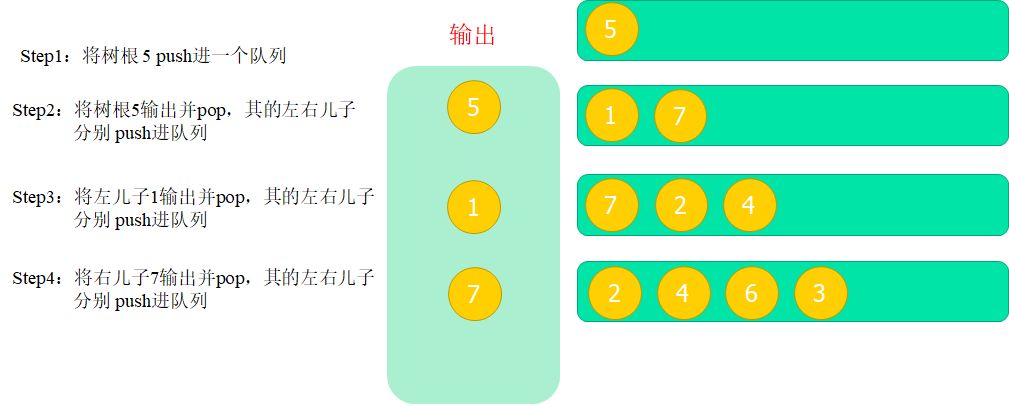 输出
5
Step1：将树根 5 push进一个队列
Step2：将树根5输出并pop，其的左右儿子
分别 push进队列
5
1 7
Step3：将左儿子1输出并pop，其的左右儿子
分别 push进队列
1
7 2 4
Step4：将右儿子7输出并pop，其的左右儿子
分别 push进队列
7
2 4 6 3